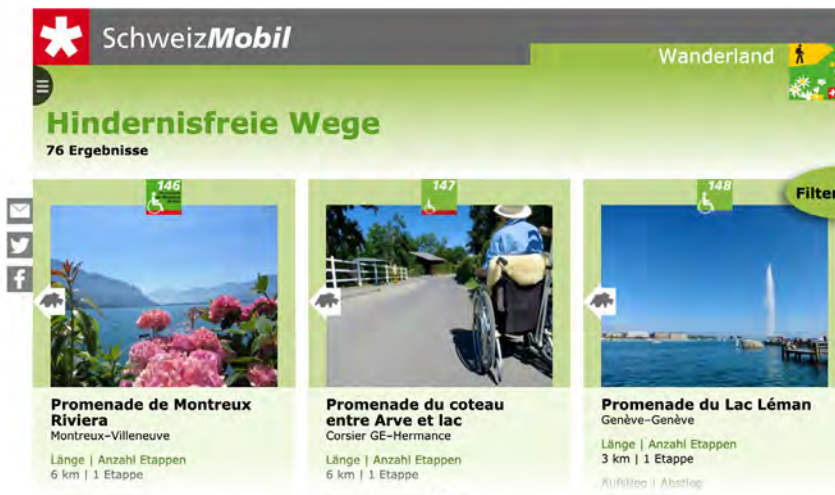 SchweizMobil
Wanderland
Hindernisfreie Wege
76 Ergebnisse
Filter
146
147
148
Promenade de Montreux
Riviera
Montreux–Villeneuve
Länge | Anzahl Etappen
6 km | 1 Etappe
Promenade du coteau
entre Arve et lac
Corsier GE–Hermance
Länge | Anzahl Etappen
6 km | 1 Etappe
Promenade du Lac Léman
Genève–Genève
Länge | Anzahl Etappen
3 km | 1 Etappe
Aufstieg | Abstieg